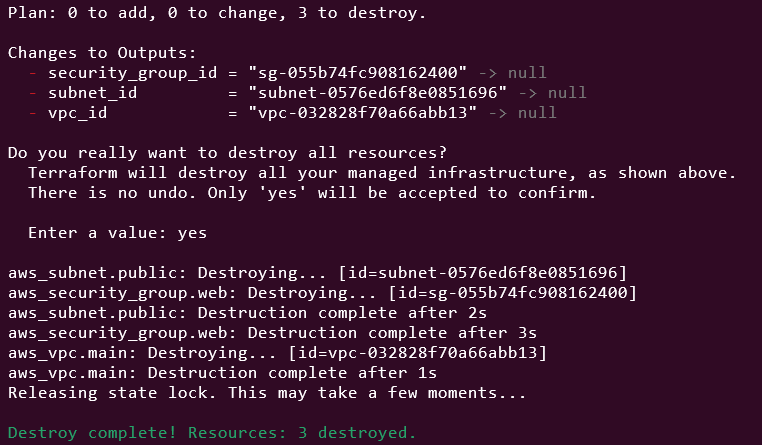 Plan: 0 to add, 0 to change, 3 to destroy.
Changes to Outputs:
- security_group_id = "sg-055b74fc908162400" -> null
- subnet_id = "subnet-0576ed6f8e0851696" -> null
- vpc_id = "vpc-032828f70a66abb13" -> null
Do you really want to destroy all resources?
Terraform will destroy all your managed infrastructure, as shown above.
There is no undo. Only 'yes' will be accepted to confirm.
Enter a value: yes
aws_subnet.public: Destroying... [id=subnet-0576ed6f8e0851696]
aws_security_group.web: Destroying... [id=sg-055b74fc908162400]
aws_subnet.public: Destruction complete after 2s
aws_security_group.web: Destruction complete after 3s
aws_vpc.main: Destroying... [id=vpc-032828f70a66abb13]
aws_vpc.main: Destruction complete after 1s
Releasing state lock. This may take a few moments...
Destroy complete! Resources: 3 destroyed.